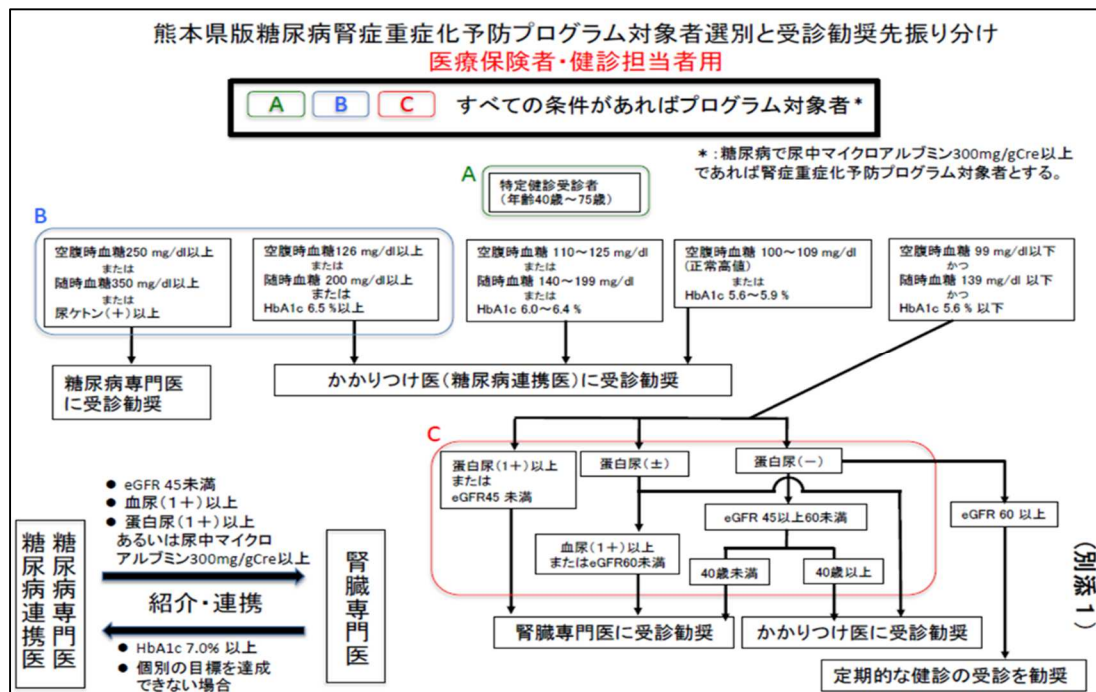 熊本県版糖尿病腎症重症化予防プログラム対象者選別と受診勧奨先振り分け
医療保険者・健診担当者用
A B C すべての条件があればプログラム対象者*
*：糖尿病で尿中マイクロアルブミン300mg/gCre以上
であれば腎症重症化予防プログラム対象者とする。
A
特定健診受診者
(年齢40歳～75歳)
B
空腹時血糖250 mg/dl以上
または
随時血糖350 mg/dl以上
または
尿ケトン(＋)以上
空腹時血糖126 mg/dl以上
または
随時血糖 200 mg/dl以上
または
HbA1c 6.5 %以上
空腹時血糖 110～125 mg/dl
または
随時血糖 140～199 mg/dl
または
HbA1c 6.0～6.4 %
空腹時血糖 100～109 mg/dl
(正常高値)
または
HbA1c 5.6～5.9 %
空腹時血糖 99 mg/dl以下
かつ
随時血糖 139 mg/dl 以下
かつ
HbA1c 5.6 % 以下
糖尿病専門医
に受診勧奨
かかりつけ医(糖尿病連携医)に受診勧奨
C
蛋白尿(1＋)以上
または
eGFR45 未満
蛋白尿(±)
蛋白尿(－)
eGFR 45以上60未満
eGFR 60 以上
血尿(1＋)以上
またはeGFR60未満
40歳未満
40歳以上
腎臓専門医に受診勧奨
かかりつけ医に受診勧奨
定期的な健診の受診を勧奨
● eGFR 45未満
● 血尿(1＋)以上
● 蛋白尿(1＋)以上
あるいは尿中マイクロ
アルブミン300mg/gCre以上
糖尿病専門医
糖尿病連携医
紹介・連携
腎臓専門医
● HbA1c 7.0% 以上
● 個別の目標を達成
できない場合
(別添1)